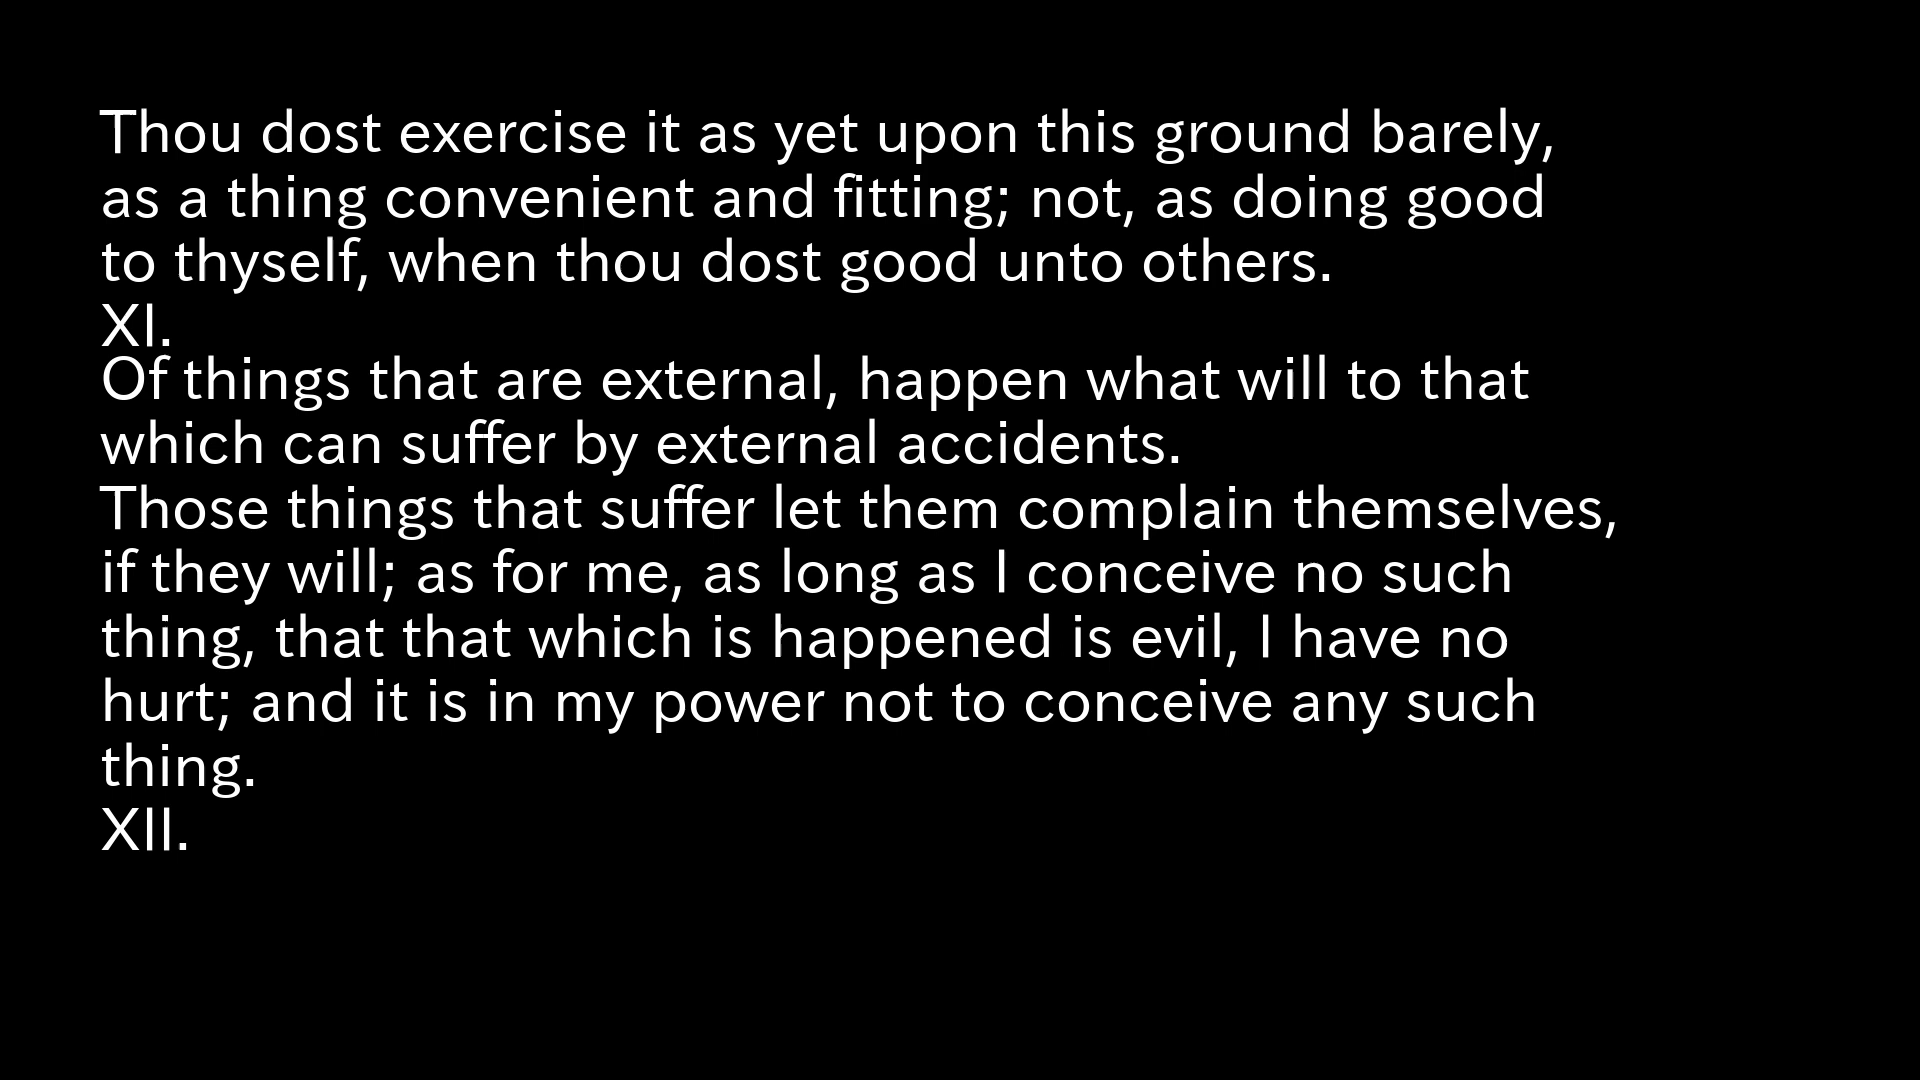 Thou dost exercise it as yet upon this ground barely,
as a thing convenient and fitting; not, as doing good
to thyself, when thou dost good unto others.
XI.
Of things that are external, happen what will to that
which can suffer by external accidents.
Those things that suffer let them complain themselves,
if they will; as for me, as long as I conceive no such
thing, that that which is happened is evil, I have no
hurt; and it is in my power not to conceive any such
thing.
XII.